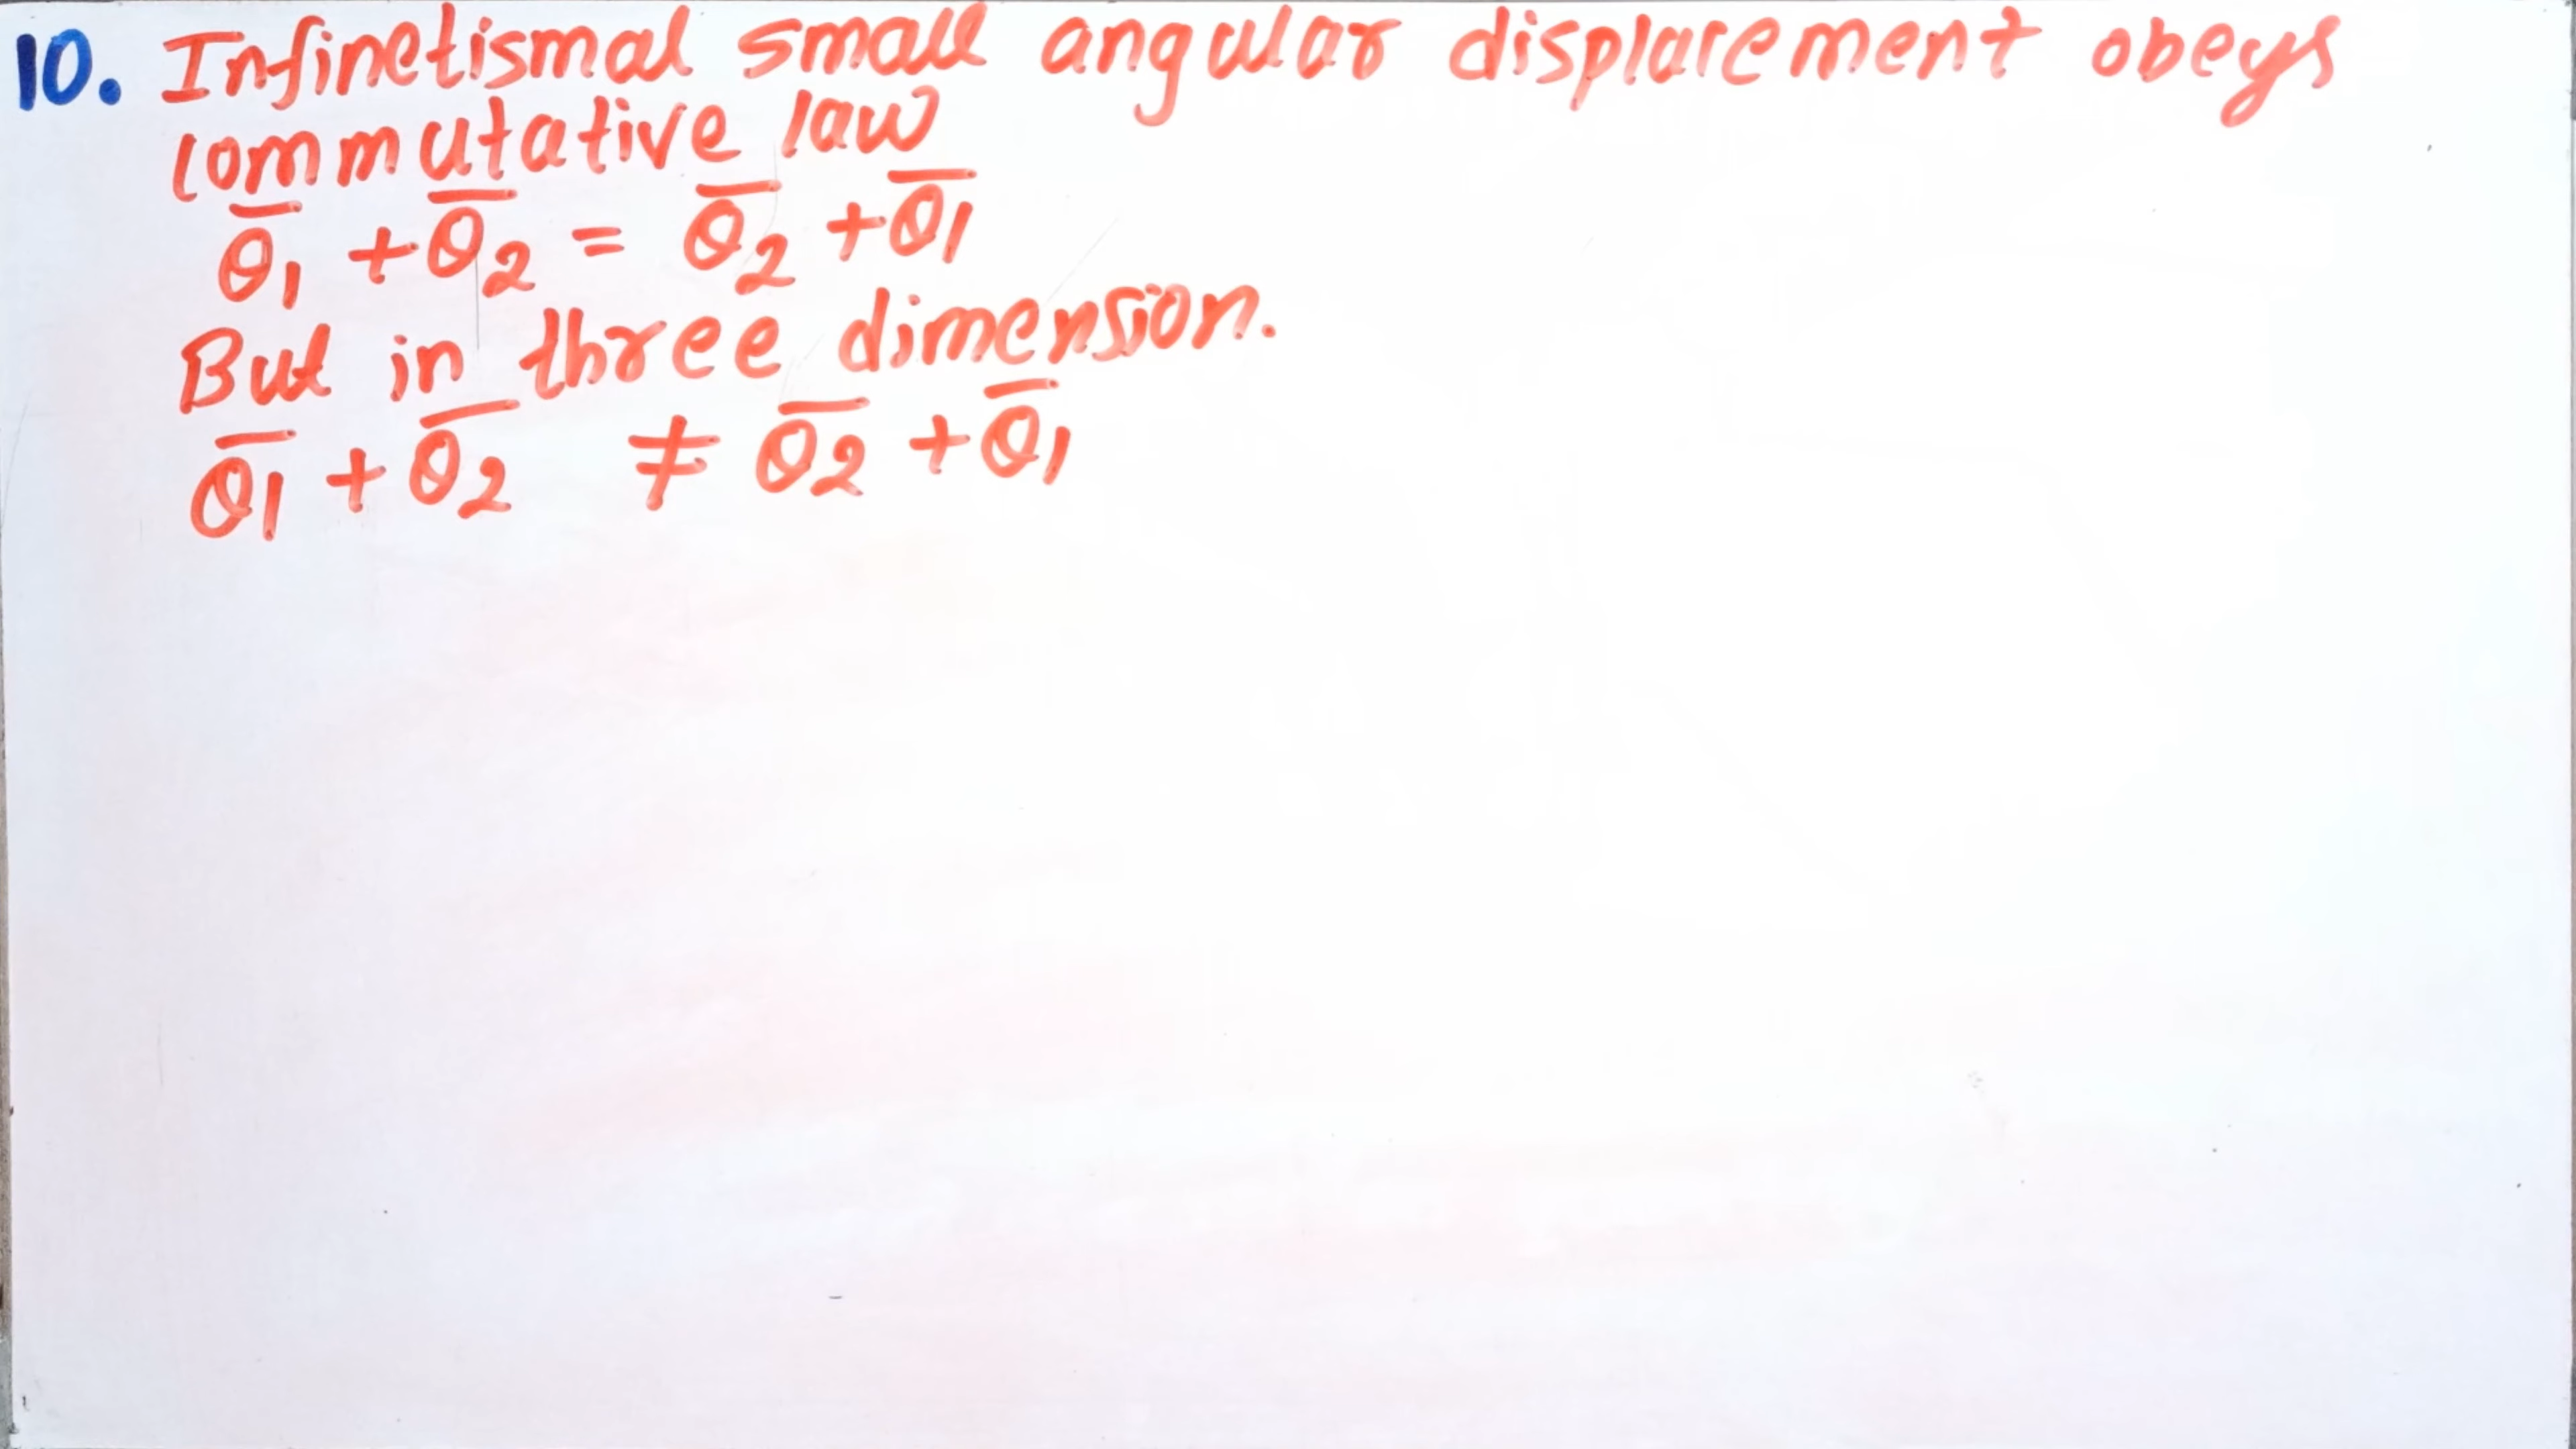 10. Infinetismal small angular displacement obeys
commutative law
θ̅₁ + θ̅₂ = θ̅₂ + θ̅₁
But in three dimension.
θ̅₁ + θ̅₂ ≠ θ̅₂ + θ̅₁